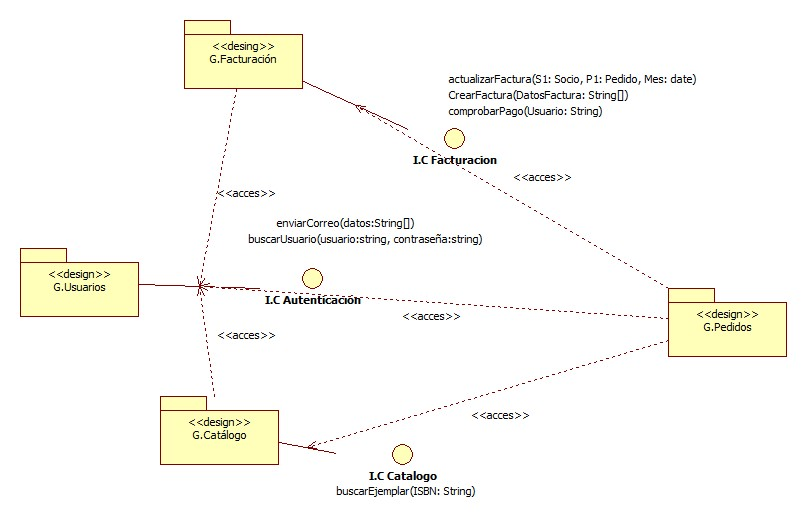 <<desing>>
G.Facturación
actualizarFactura(S1: Socio, P1: Pedido, Mes: date)
CrearFactura(DatosFactura: String[])
comprobarPago(Usuario: String)
I.C Facturacion
<<acces>>
<<acces>>
enviarCorreo(datos:String[])
buscarUsuario(usuario:string, contraseña:string)
<<design>>
G.Usuarios
I.C Autenticación
<<acces>>
<<design>>
G.Pedidos
<<acces>>
<<design>>
G.Catálogo
<<acces>>
I.C Catalogo
buscarEjemplar(ISBN: String)